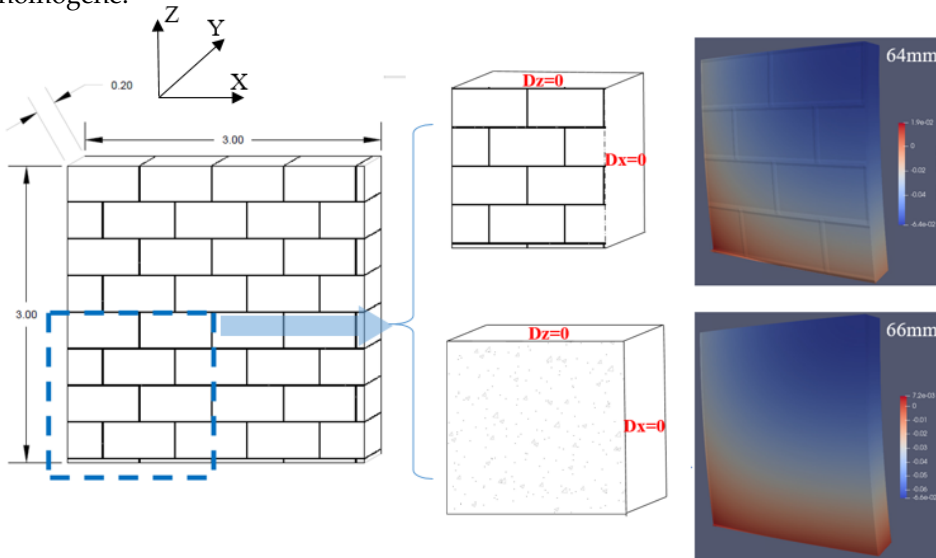 homogène.
Z
Y
X
0.20
3.00
3.00
Dz=0
Dx=0
64mm
1.9e-02
0
-0.02
-0.04
-6.4e-02
Dz=0
Dx=0
66mm
7.2e-03
0
-0.01
-0.02
-0.03
-0.04
-0.05
-0.06
-6.6e-02